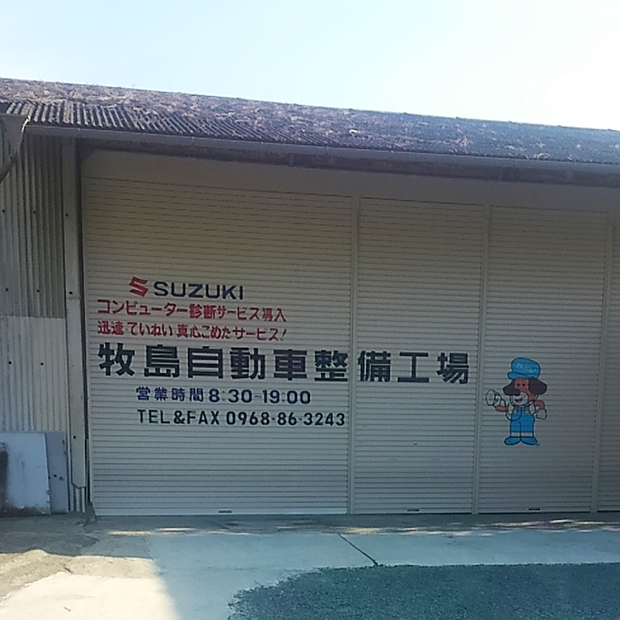 SUZUKI
コンピューター診断サービス導入
迅速・ていねい・真心こめたサービス!
牧島自動車整備工場
営業時間8:30-19:00
TEL&FAX 0968-86-3243